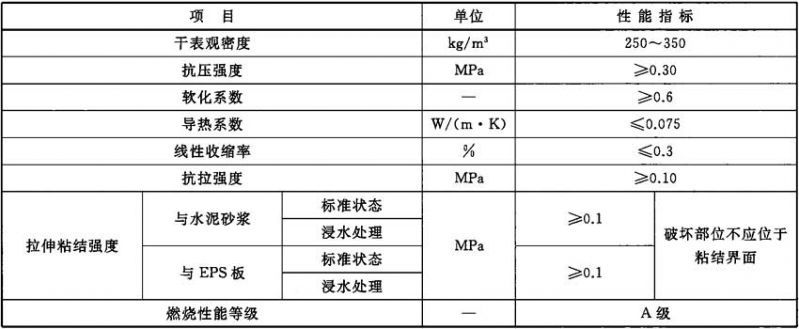 项 目 单位 性能指标
干表观密度 kg/m³ 250～350
抗压强度 MPa ≥0.30
软化系数 — ≥0.6
导热系数 W/(m·K) ≤0.075
线性收缩率 % ≤0.3
抗拉强度 MPa ≥0.10
拉伸粘结强度 与水泥砂浆 标准状态 MPa ≥0.1 破坏部位不应位于
粘结界面
浸水处理
与EPS板 标准状态 ≥0.1
浸水处理
燃烧性能等级 — A级